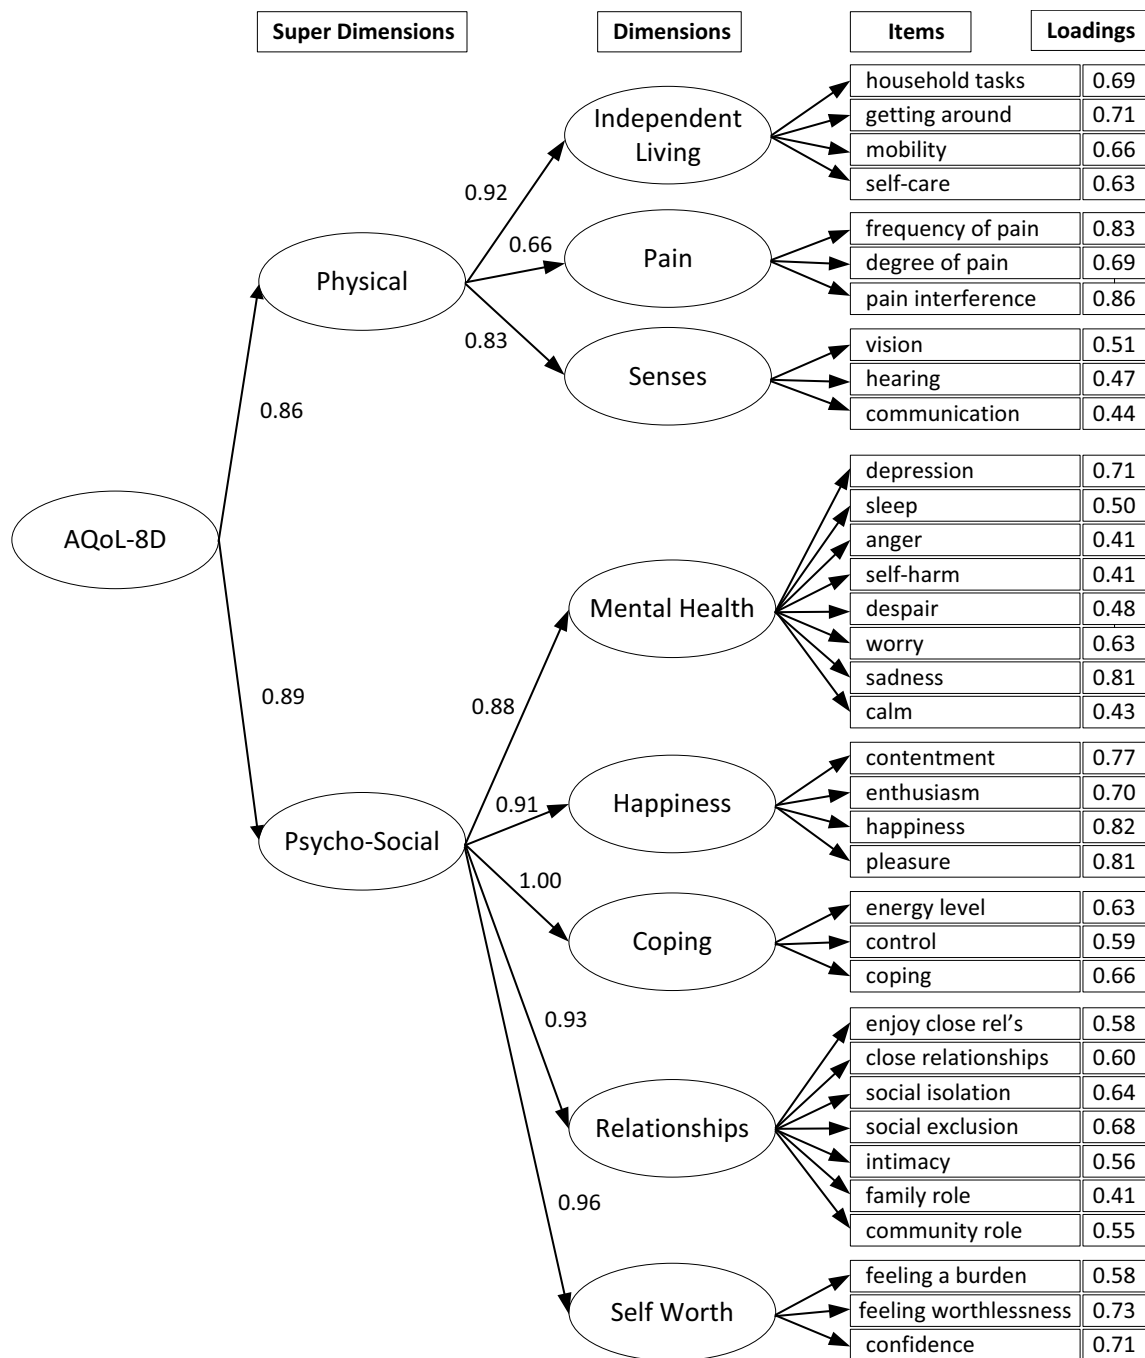 Super Dimensions Dimensions Items Loadings
household tasks 0.69
getting around 0.71
mobility 0.66
self-care 0.63
Independent
Living
0.92
frequency of pain 0.83
degree of pain 0.69
pain interference 0.86
0.66
Pain
Physical
0.83
vision 0.51
hearing 0.47
communication 0.44
Senses
0.86
AQoL-8D
depression 0.71
sleep 0.50
anger 0.41
self-harm 0.41
despair 0.48
worry 0.63
sadness 0.81
calm 0.43
Mental Health
0.89
0.88
contentment 0.77
enthusiasm 0.70
happiness 0.82
pleasure 0.81
0.91
Happiness
Psycho-Social
1.00
energy level 0.63
control 0.59
coping 0.66
Coping
0.93
enjoy close rel's 0.58
close relationships 0.60
social isolation 0.64
social exclusion 0.68
intimacy 0.56
family role 0.41
community role 0.55
Relationships
0.96
feeling a burden 0.58
feeling worthlessness 0.73
confidence 0.71
Self Worth